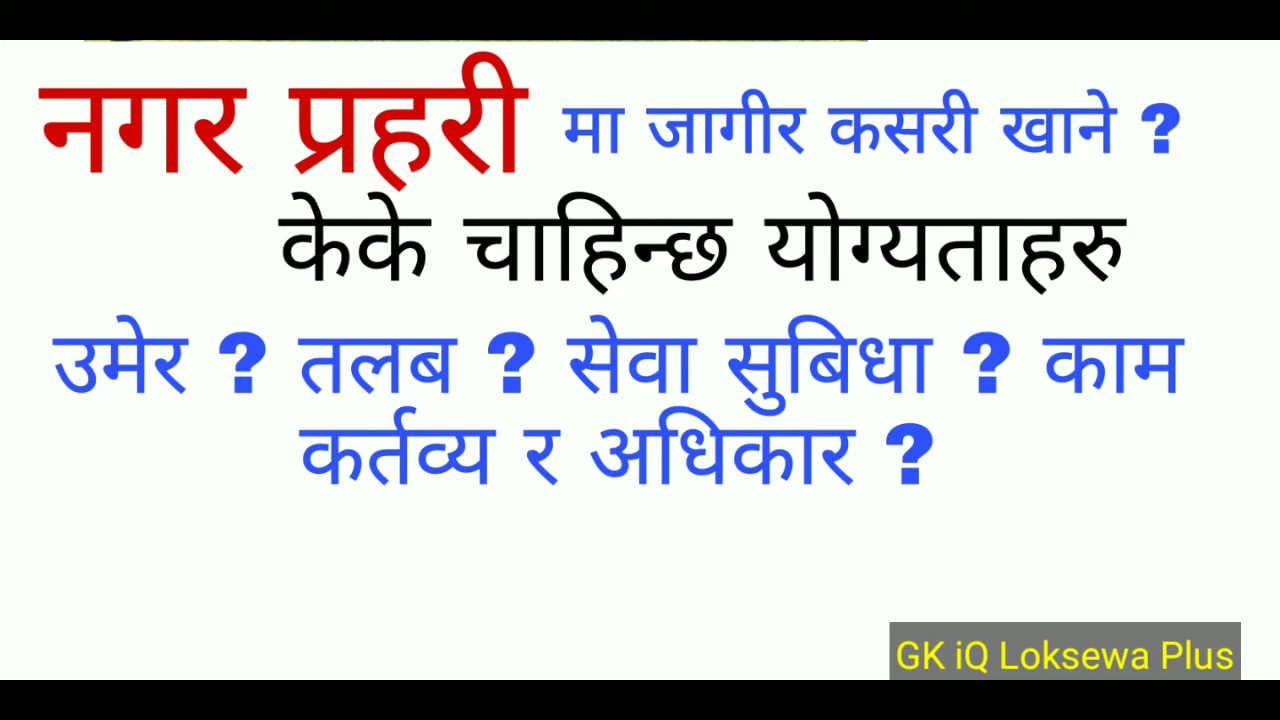 नगर प्रहरी मा जागीर कसरी खाने ?
केके चाहिन्छ योग्यताहरु
उमेर ? तलब ? सेवा सुबिधा ? काम
कर्तव्य र अधिकार ?
GK iQ Loksewa Plus